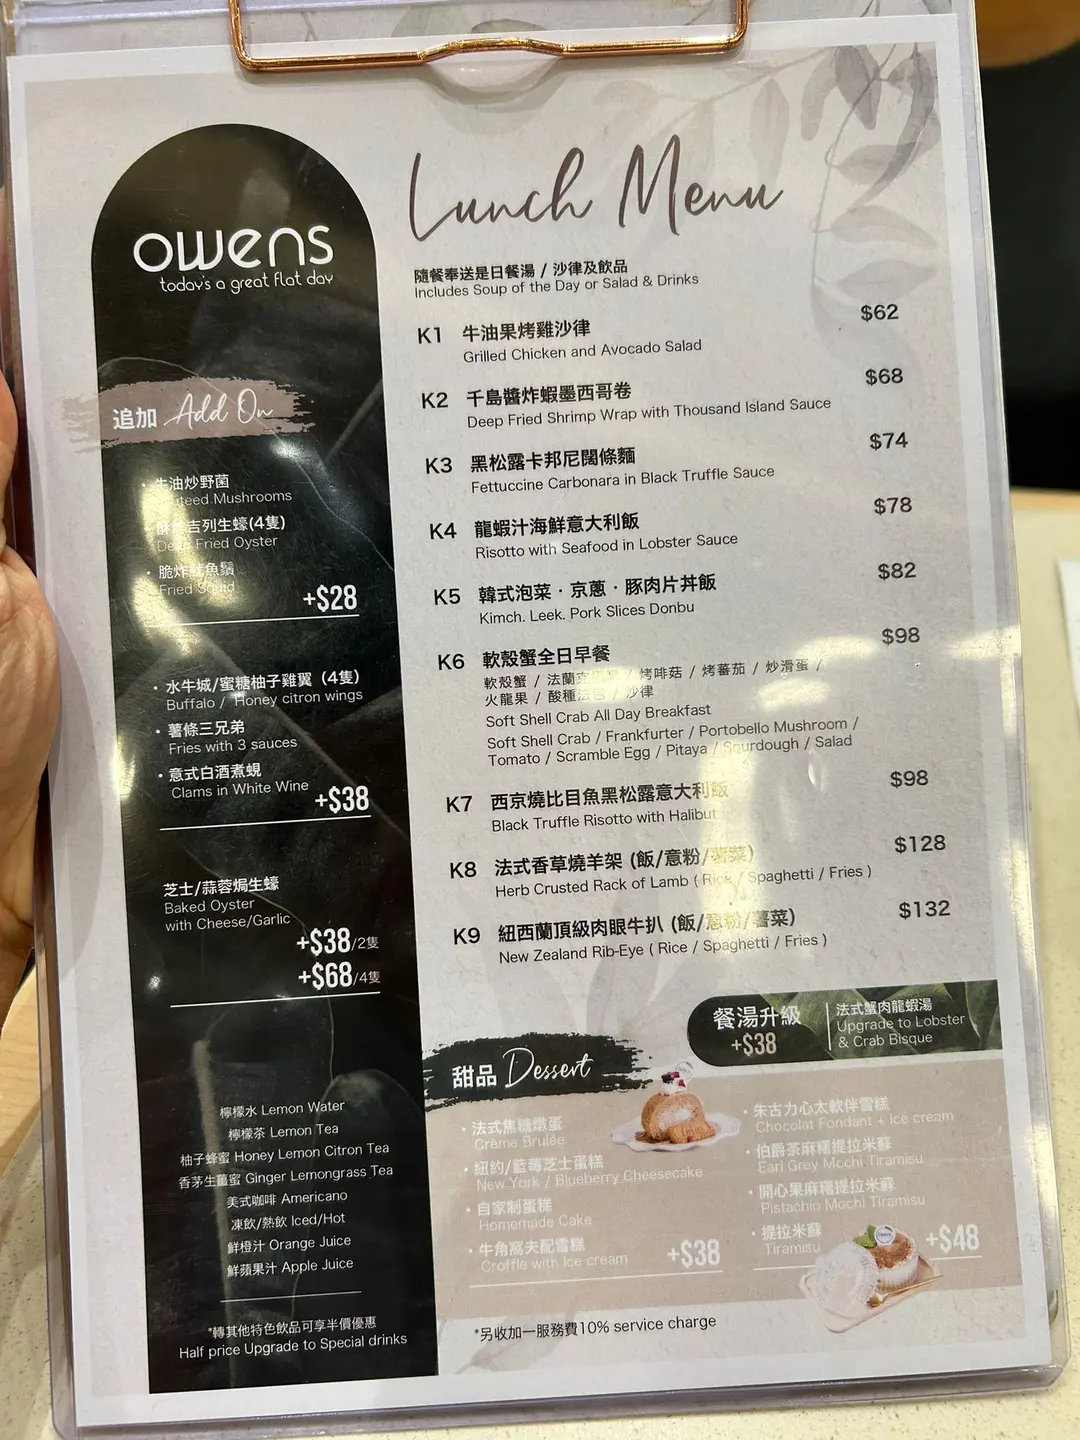 owens
today's a great flat day
追加 Add On
牛油炒野菌
Mushrooms
吉列生蠔(4隻)
Deep Fried Oyster
脆炸魷魚鬚
Fried Squid
+$28
水牛城/蜜糖柚子雞翼 (4隻)
Buffalo / Honey citron wings
薯條三兄弟
Fries with 3 sauces
意式白酒煮蜆
Clams in White Wine
+$38
芝士/蒜蓉焗生蠔
Baked Oyster
with Cheese/Garlic
+$38/2隻
+$68/4隻
檸檬水 Lemon Water
檸檬茶 Lemon Tea
柚子蜂蜜 Honey Lemon Citron Tea
香茅生薑蜜 Ginger Lemongrass Tea
美式咖啡 Americano
凍飲/熱飲 Iced/Hot
鮮橙汁 Orange Juice
鮮蘋果汁 Apple Juice
*轉其他特色飲品可享半價優惠
Half price Upgrade to Special drinks
Lunch Menu
隨餐奉送是日餐湯 / 沙律及飲品
Includes Soup of the Day or Salad & Drinks
K1 牛油果烤雞沙律 $62
Grilled Chicken and Avocado Salad
K2 千島醬炸蝦墨西哥卷 $68
Deep Fried Shrimp Wrap with Thousand Island Sauce
K3 黑松露卡邦尼闊條麵 $74
Fettuccine Carbonara in Black Truffle Sauce
K4 龍蝦汁海鮮意大利飯 $78
Risotto with Seafood in Lobster Sauce
K5 韓式泡菜 · 京蔥 · 豚肉片丼飯 $82
Kimch. Leek. Pork Slices Donbu
K6 軟殼蟹全日早餐 $98
軟殼蟹 / 法蘭克 / 烤啡菇 / 烤蕃茄 / 炒滑蛋 /
火龍果 / 酸種法包 / 沙律
Soft Shell Crab All Day Breakfast
Soft Shell Crab / Frankfurter / Portobello Mushroom /
Tomato / Scramble Egg / Pitaya / Sourdough / Salad
K7 西京燒比目魚黑松露意大利飯 $98
Black Truffle Risotto with Halibut
K8 法式香草燒羊架 (飯/意粉/薯菜) $128
Herb Crusted Rack of Lamb ( Rice / Spaghetti / Fries )
K9 紐西蘭頂級肉眼牛扒 (飯/意粉/薯菜) $132
New Zealand Rib-Eye ( Rice / Spaghetti / Fries )
餐湯升級
+$38
法式蟹肉龍蝦湯
Upgrade to Lobster
& Crab Bisque
甜品 Dessert
法式焦糖燉蛋
Crème Brulée
紐約/藍莓芝士蛋糕
New York / Blueberry Cheesecake
自家制蛋糕
Homemade Cake
牛角窩夫配雪糕
Croffle with Ice cream
+$38
朱古力心太軟伴雪糕
Chocolat Fondant + Ice cream
伯爵茶麻糬提拉米蘇
Earl Grey Mochi Tiramisu
開心果麻糬提拉米蘇
Pistachio Mochi Tiramisu
提拉米蘇
Tiramisu
+$48
*另收加一服務費10% service charge